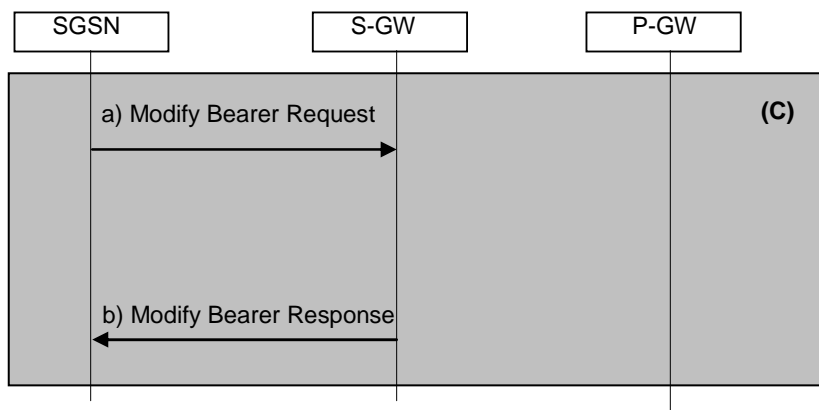 SGSN
S-GW
P-GW
(C)
a) Modify Bearer Request
b) Modify Bearer Response